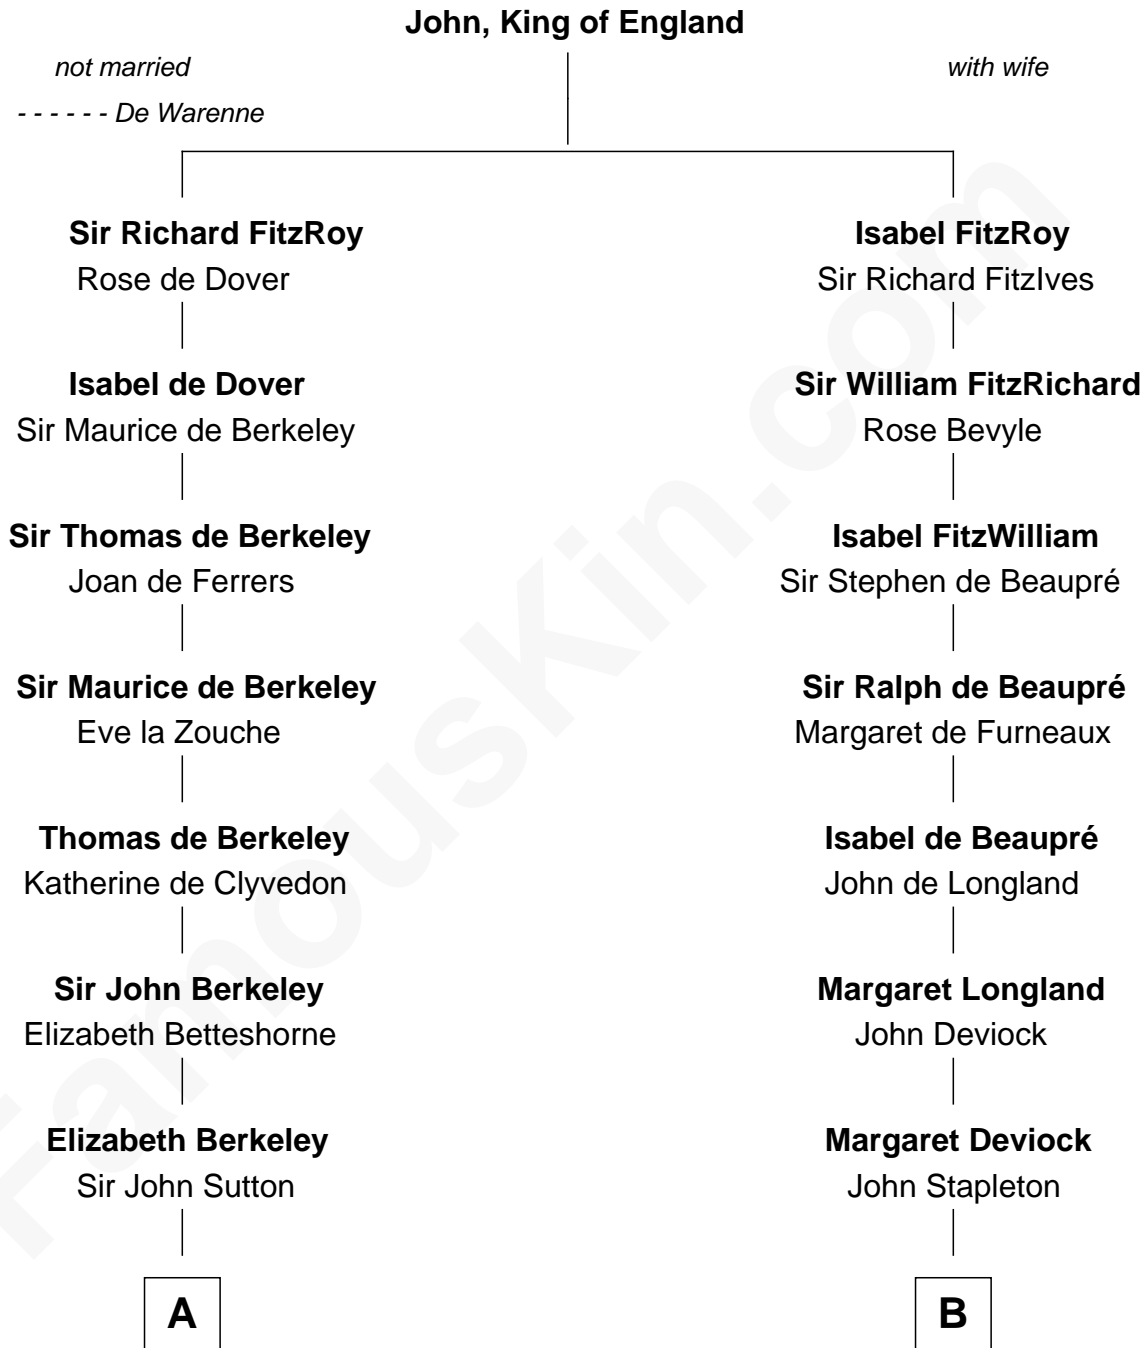 John, King of England
not married
with wife
- - - - - - De Warenne
Sir Richard FitzRoy
Rose de Dover
Isabel FitzRoy
Sir Richard FitzIves
Isabel de Dover
Sir Maurice de Berkeley
Sir William FitzRichard
Rose Bevyle
Sir Thomas de Berkeley
Joan de Ferrers
Isabel FitzWilliam
Sir Stephen de Beaupré
Sir Maurice de Berkeley
Eve la Zouche
Sir Ralph de Beaupré
Margaret de Furneaux
Thomas de Berkeley
Katherine de Clyvedon
Isabel de Beaupré
John de Longland
Sir John Berkeley
Elizabeth Betteshorne
Margaret Longland
John Deviock
Elizabeth Berkeley
Sir John Sutton
Margaret Deviock
John Stapleton
A
B
FamousKin.com